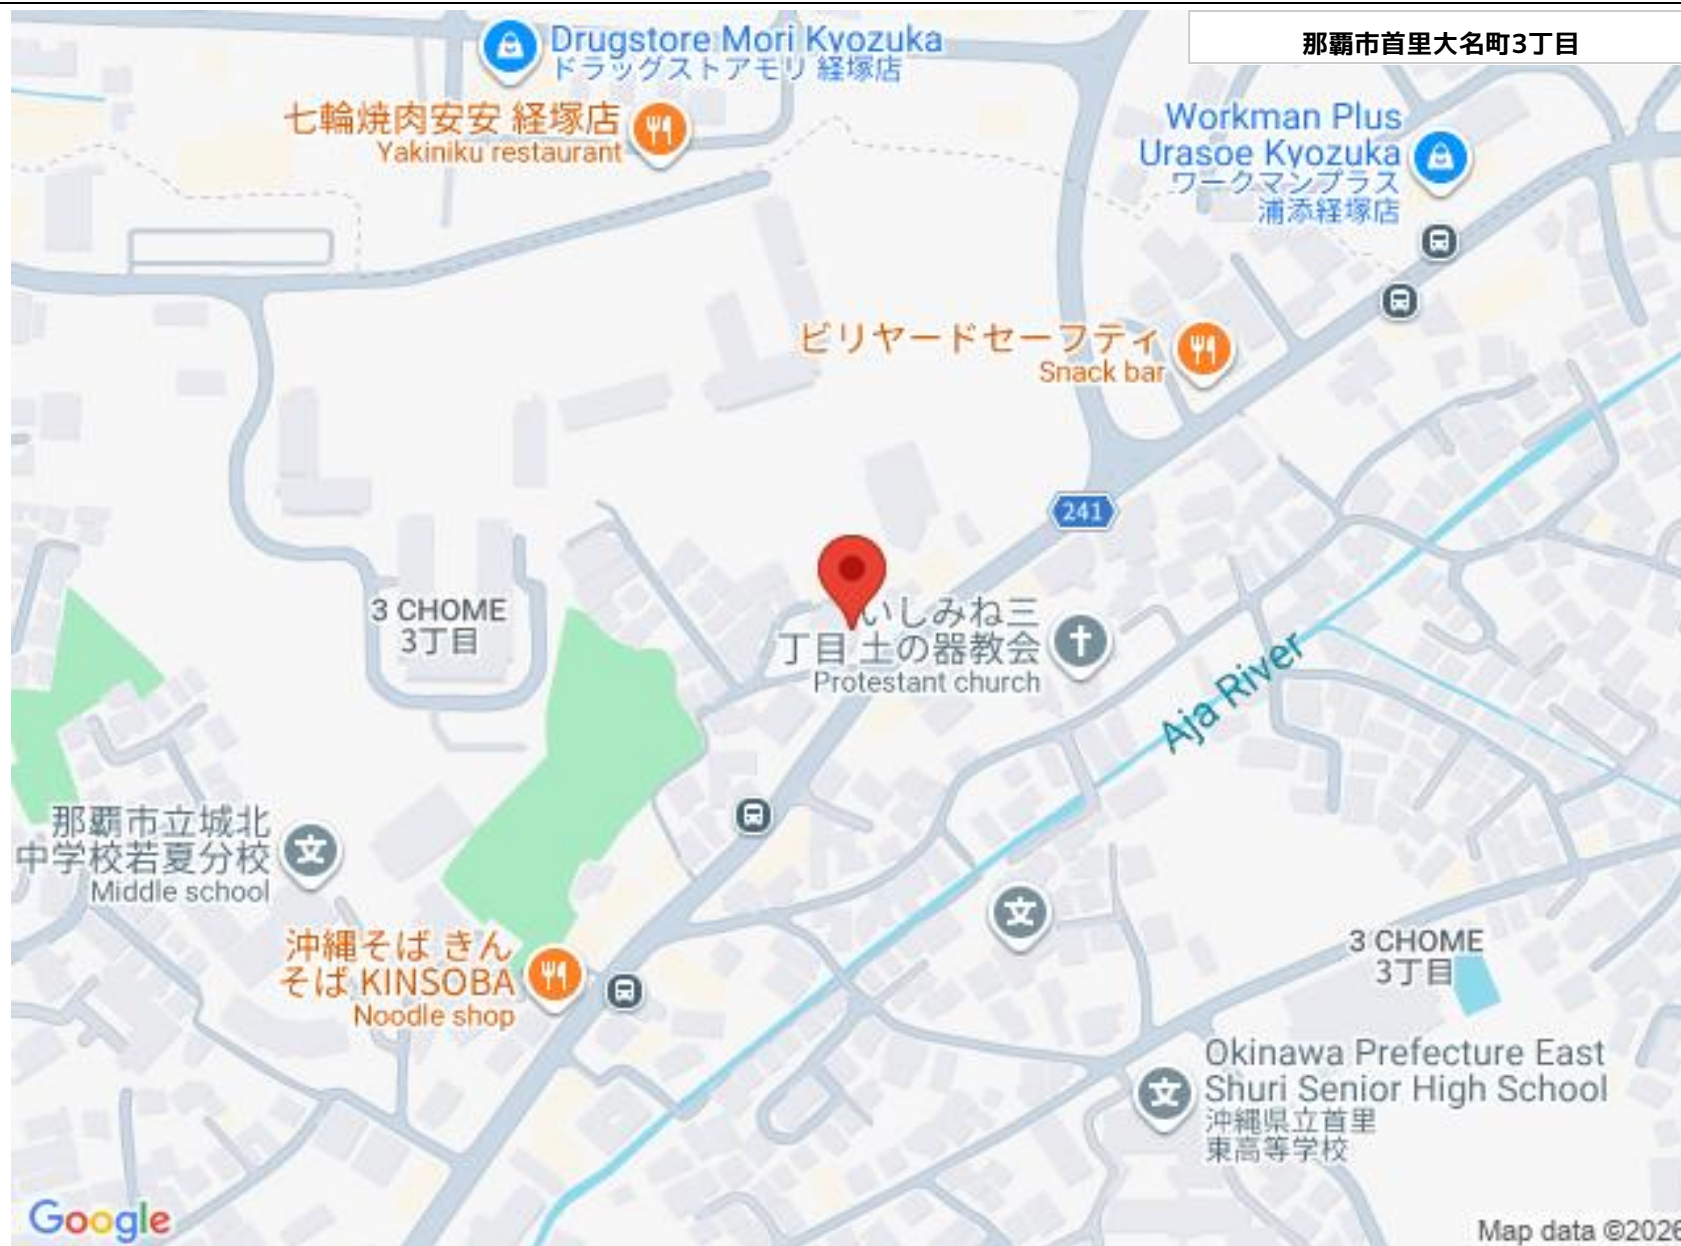 那覇市首里大名町3丁目
Drugstore Mori Kyozuka
ドラッグストアモリ 経塚店
七輪焼肉安安 経塚店
Yakiniku restaurant
Workman Plus
Urasoe Kyozuka
ワークマンプラス
浦添経塚店
ビリヤードセーフティ
Snack bar
241
3 CHOME
3丁目
いしみね三
丁目 土の器教会
Protestant church
Aja River
那覇市立城北
中学校若夏分校
Middle school
文
文
沖縄そば きん
そば KINSOBA
Noodle shop
3 CHOME
3丁目
Okinawa Prefecture East
Shuri Senior High School
沖縄県立首里
東高等学校
文
Google
Map data ©2026